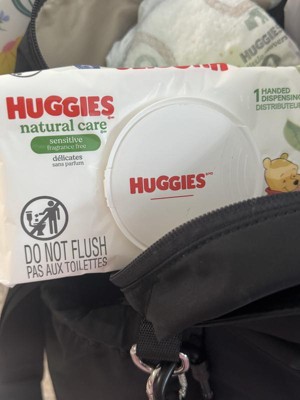 HUGGIES
HUGGIES
natural care
sensitive
fragrance free
délicates
sans parfum
1 HANDED
DISPENSING
DISTRIBUTEUR
HUGGIES
DO NOT FLUSH
PAS AUX TOILETTES